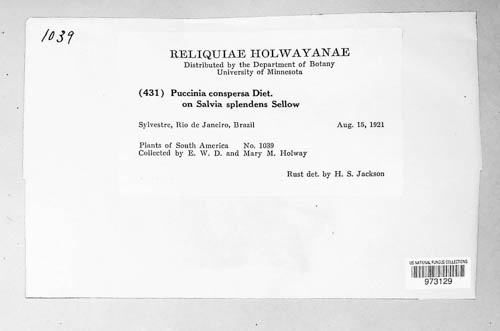 1039
RELIQUIAE HOLWAYANAE
Distributed by the Department of Botany
University of Minnesota
(431) Puccinia conspersa Diet.
on Salvia splendens Sellow
Sylvestre, Rio de Janeiro, Brazil Aug. 15, 1921
Plants of South America No. 1039
Collected by E. W. D. and Mary M. Holway
Rust det. by H. S. Jackson
US NATIONAL FUNGUS COLLECTIONS
973129